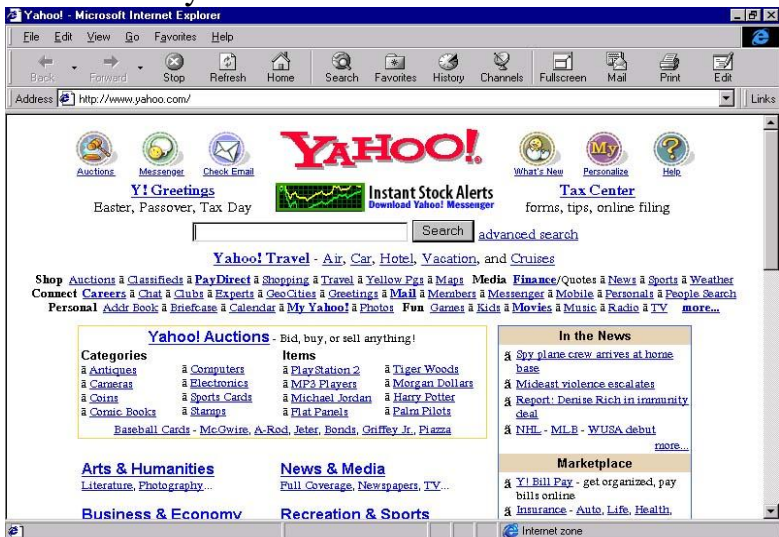 Yahoo! - Microsoft Internet Explorer
File Edit View Go Favorites Help
Back Forward Stop Refresh Home Search Favorites History Channels Fullscreen Mail Print Edit
Address http://www.yahoo.com/ Links
YAHOO!
Auctions Messenger Check Email What's New My Personalize Help
Y! Greetings Instant Stock Alerts Tax Center
Easter, Passover, Tax Day Download Yahoo! Messenger forms, tips, online filing
Search advanced search
Yahoo! Travel - Air, Car, Hotel, Vacation, and Cruises
Shop Auctions ã Classifieds ã PayDirect ã Shopping ã Travel ã Yellow Pgs ã Maps Media Finance/Quotes ã News ã Sports ã Weather
Connect Careers ã Chat ã Clubs ã Experts ã GeoCities ã Greetings ã Mail ã Members ã Messenger ã Mobile ã Personals ã People Search
Personal Addr Book ã Briefcase ã Calendar ã My Yahoo! ã Photos Fun Games ã Kids ã Movies ã Music ã Radio ã TV more...
Yahoo! Auctions - Bid, buy, or sell anything!
Categories Items
ã Antiques ã Computers ã PlayStation 2 ã Tiger Woods
ã Cameras ã Electronics ã MP3 Players ã Morgan Dollars
ã Coins ã Sports Cards ã Michael Jordan ã Harry Potter
ã Comic Books ã Stamps ã Flat Panels ã Palm Pilots
Baseball Cards - McGwire, A-Rod, Jeter, Bonds, Griffey Jr., Piazza
In the News
ã Spy plane crew arrives at home
base
ã Mideast violence escalates
ã Report: Denise Rich in immunity
deal
ã NHL - MLB - WUSA debut
more...
Marketplace
ã Y! Bill Pay - get organized, pay
bills online
ã Insurance - Auto, Life, Health,
Arts & Humanities News & Media
Literature, Photography... Full Coverage, Newspapers, TV...
Business & Economy Recreation & Sports
Internet zone